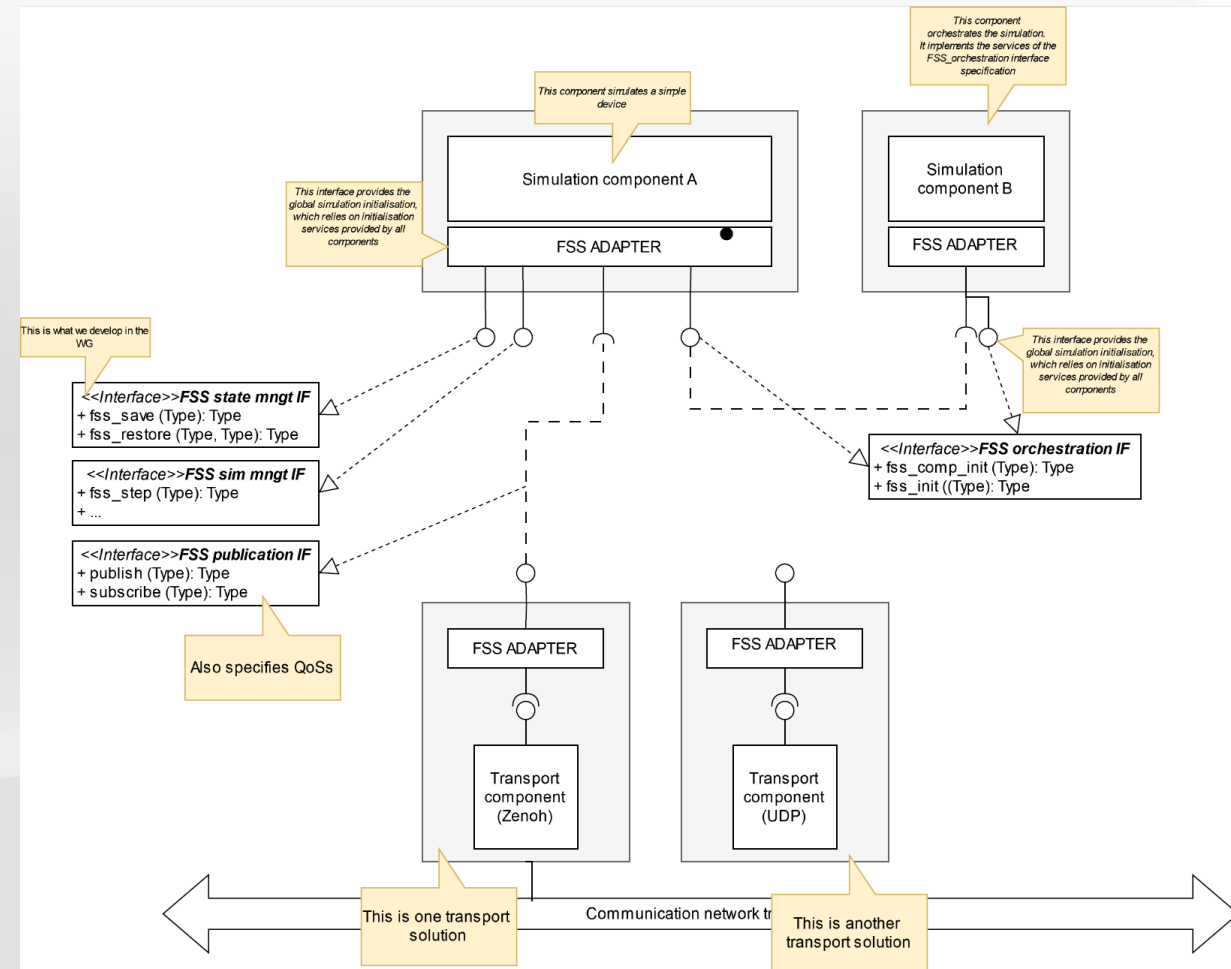 This component
orchestrates the simulation.
It implements the services of the
FSS_orchestration interface
specification
This component simulates a simple
device
Simulation component A
FSS ADAPTER
Simulation
component B
FSS ADAPTER
This interface provides the
global simulation initialisation,
which relies on initialisation
services provided by all
components
This is what we develop in the
WG
This interface provides the
global simulation initialisation,
which relies on initialisation
services provided by all
components
<<Interface>>FSS state mngt IF
+ fss_save (Type): Type
+ fss_restore (Type, Type): Type
<<Interface>>FSS orchestration IF
+ fss_comp_init (Type): Type
+ fss_init ((Type): Type
<<Interface>>FSS sim mngt IF
+ fss_step (Type): Type
+ ...
<<Interface>>FSS publication IF
+ publish (Type): Type
+ subscribe (Type): Type
Also specifies QoSs
FSS ADAPTER
Transport
component
(Zenoh)
FSS ADAPTER
Transport
component
(UDP)
This is one transport
solution
Communication network
This is another
transport solution